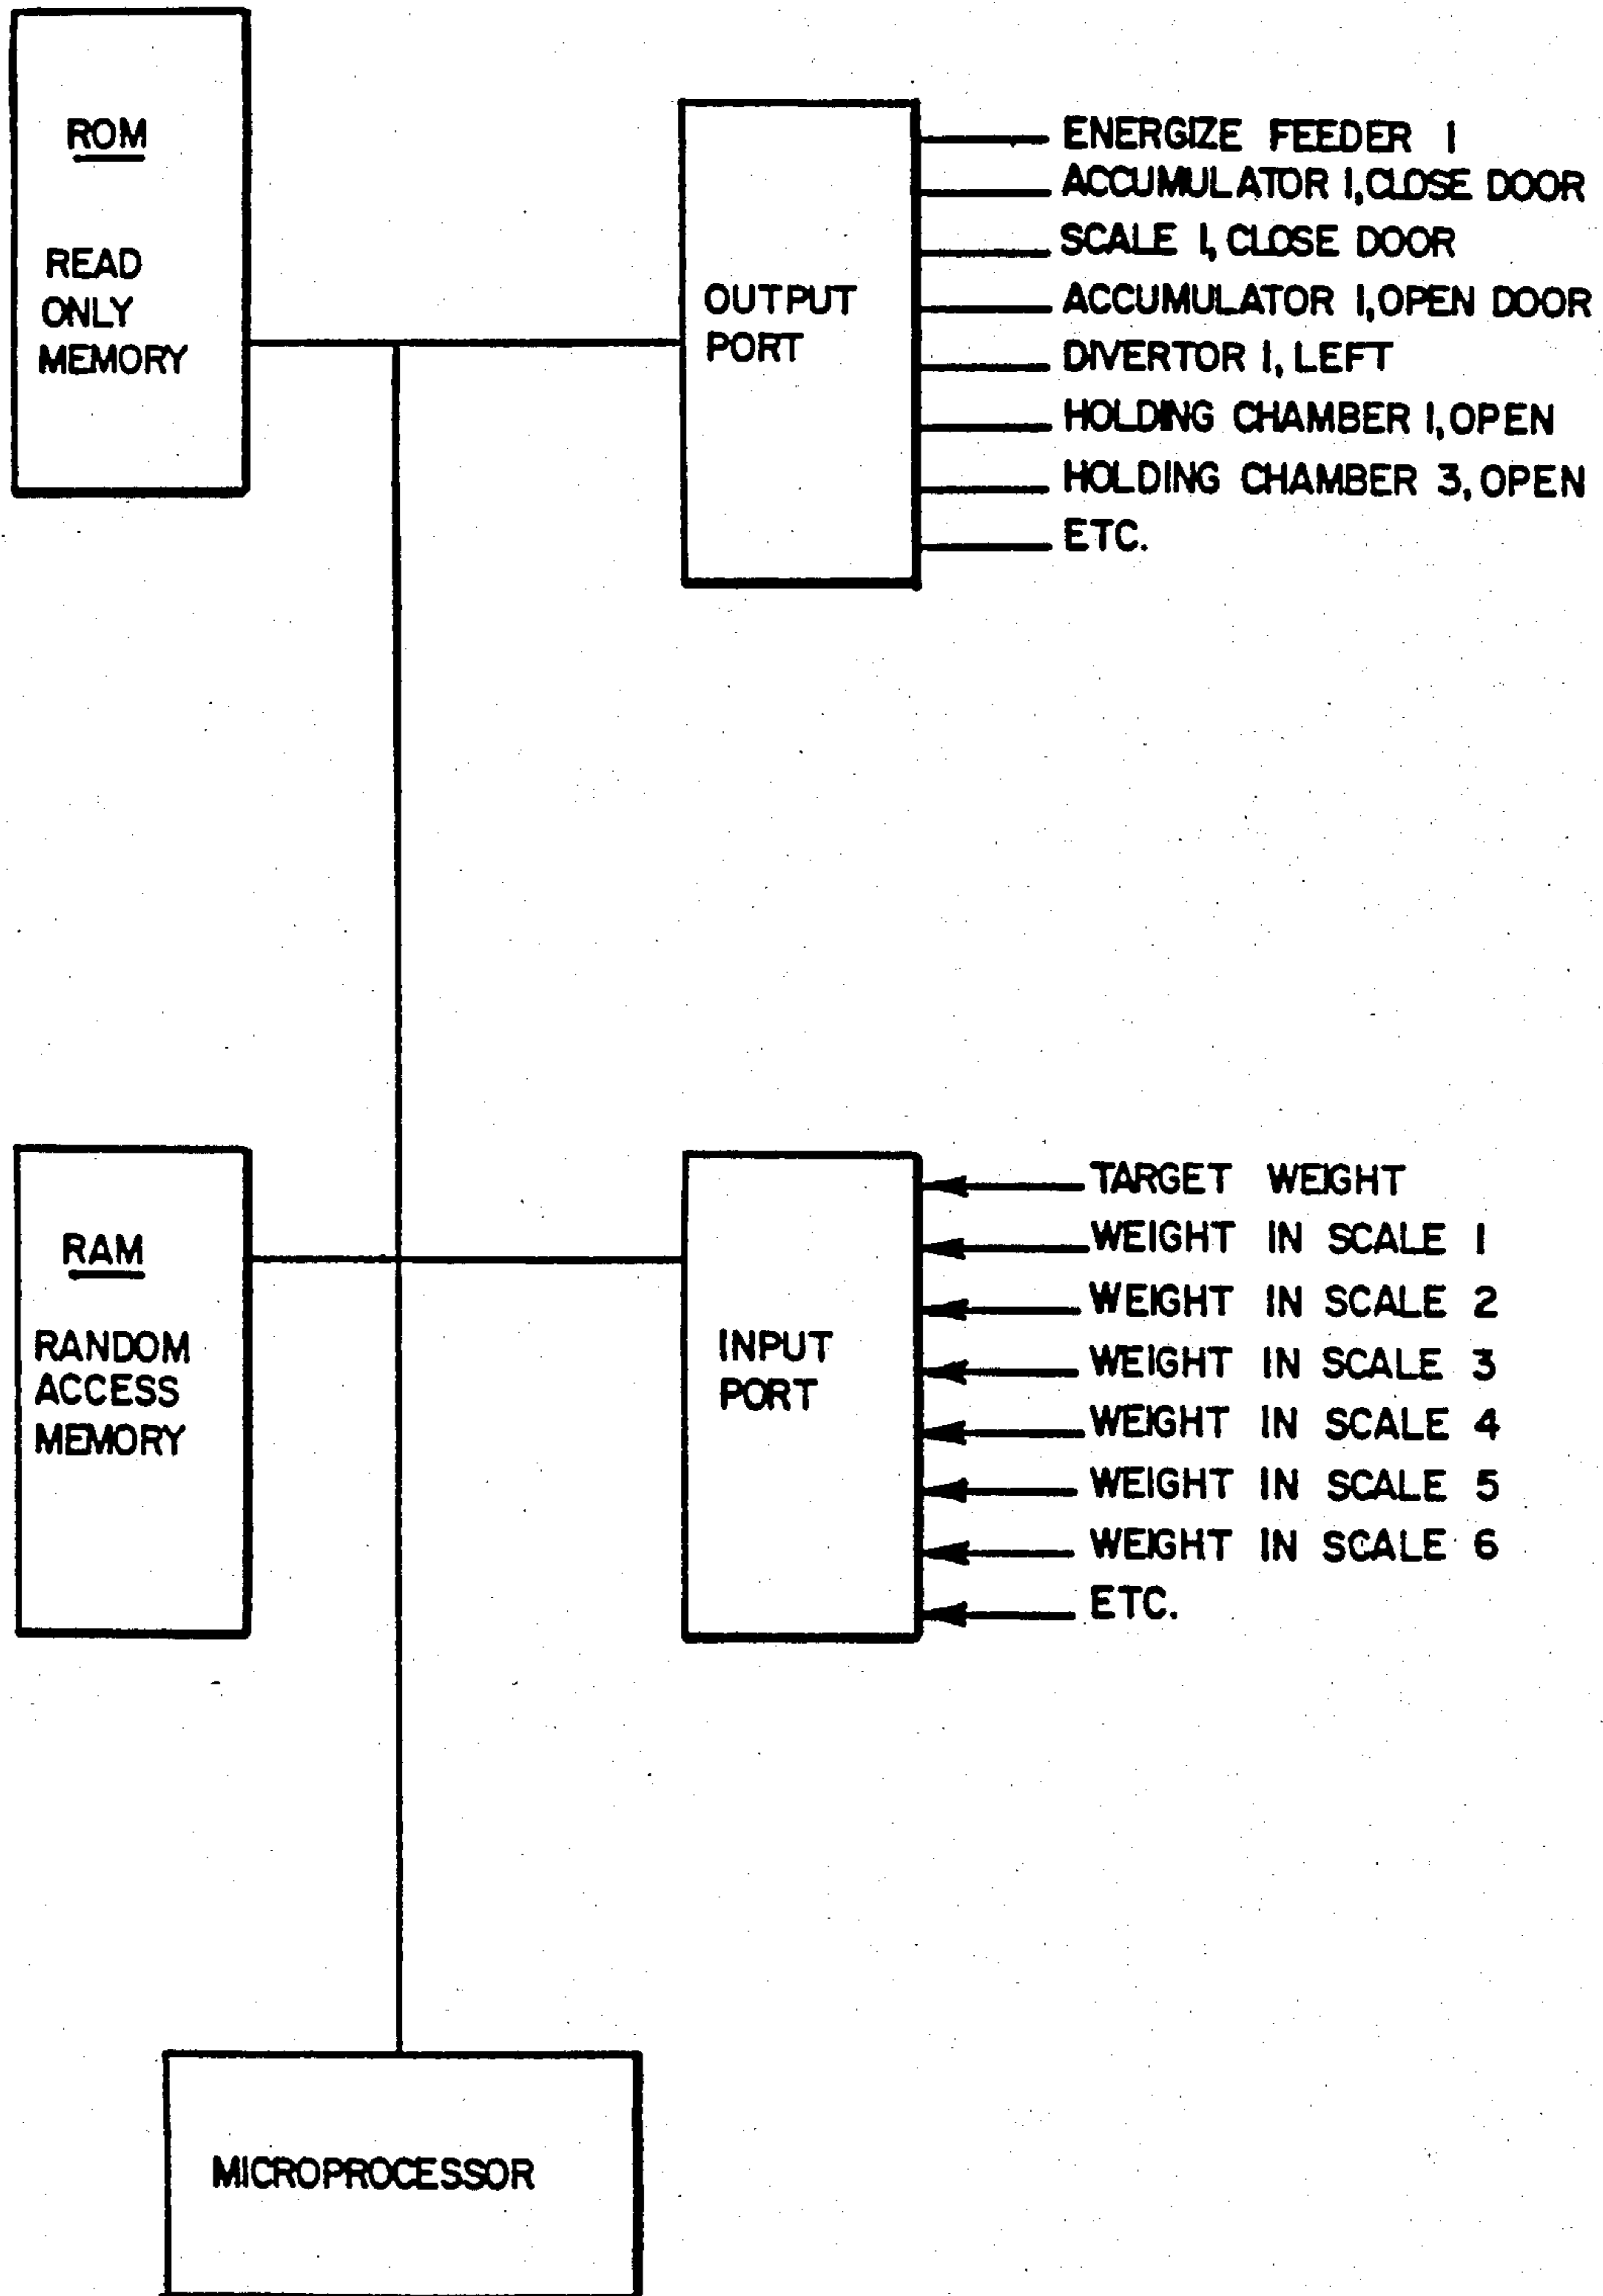 ROM
READ
ONLY
MEMORY
OUTPUT
PORT
ENERGIZE FEEDER 1
ACCUMULATOR 1, CLOSE DOOR
SCALE 1, CLOSE DOOR
ACCUMULATOR 1, OPEN DOOR
DIVERTOR 1, LEFT
HOLDING CHAMBER 1, OPEN
HOLDING CHAMBER 3, OPEN
ETC.
RAM
RANDOM
ACCESS
MEMORY
INPUT
PORT
TARGET WEIGHT
WEIGHT IN SCALE 1
WEIGHT IN SCALE 2
WEIGHT IN SCALE 3
WEIGHT IN SCALE 4
WEIGHT IN SCALE 5
WEIGHT IN SCALE 6
ETC.
MICROPROCESSOR